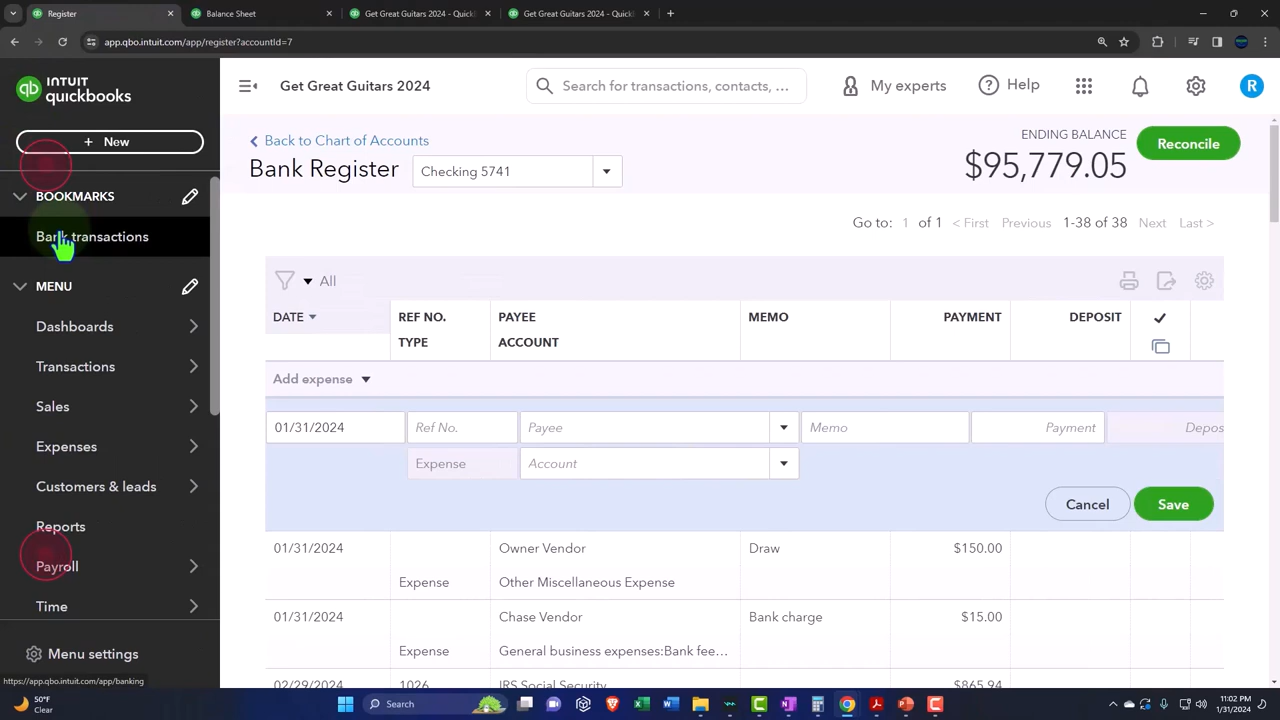 Register
Balance Sheet
Get Great Guitars 2024 -
Get Great Guitars 2024 -
app.qbo.intuit.com/app/register?accountId=7
INTUIT
quickbooks
Get Great Guitars 2024
Search for transactions, contacts, ...
My experts
Help
R
+ New
Back to Chart of Accounts
ENDING BALANCE
Reconcile
Bank Register
Checking 5741
$95,779.05
BOOKMARKS
Bank transactions
Go to: 1 of 1 < First Previous 1-38 of 38 Next Last >
MENU
All
Dashboards
DATE
REF NO.
TYPE
PAYEE
ACCOUNT
MEMO
PAYMENT
DEPOSIT
Transactions
Add expense
Sales
01/31/2024
Ref No.
Payee
Memo
Payment
Depos
Expenses
Expense
Account
Customers & leads
Cancel
Save
Reports
01/31/2024
Owner Vendor
Draw
$150.00
Payroll
Expense
Other Miscellaneous Expense
Time
01/31/2024
Chase Vendor
Bank charge
$15.00
Menu settings
Expense
General business expenses:Bank fee...
02/29/2024
1026
IRS Social Security
$865.94
https://app.qbo.intuit.com/app/banking
50°F
Clear
Search
11:02 PM
1/31/2024